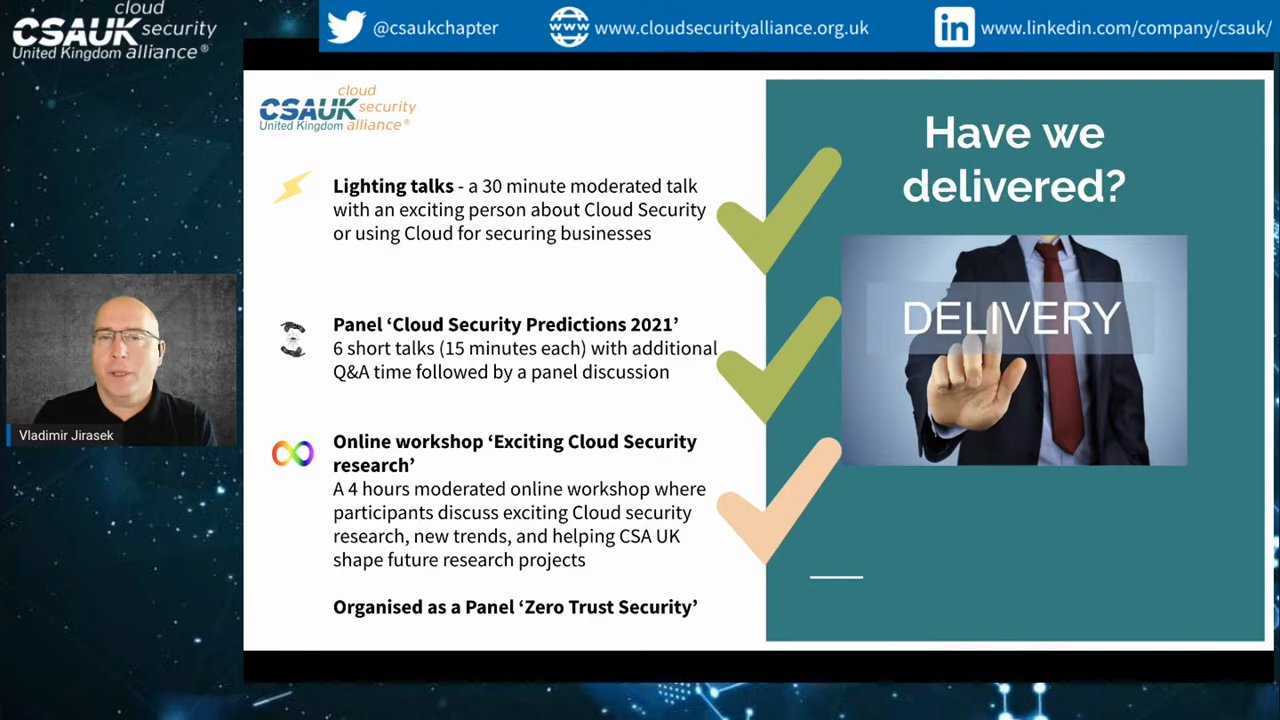 cloud
CSAUK security
United Kingdom alliance®
@csaukchapter
www.cloudsecurityalliance.org.uk
www.linkedin.com/company/csauk/
cloud
CSAUK security
United Kingdom alliance®
Lighting talks - a 30 minute moderated talk
with an exciting person about Cloud Security
or using Cloud for securing businesses
Panel ‘Cloud Security Predictions 2021’
6 short talks (15 minutes each) with additional
Q&A time followed by a panel discussion
Online workshop ‘Exciting Cloud Security
research’
A 4 hours moderated online workshop where
participants discuss exciting Cloud security
research, new trends, and helping CSA UK
shape future research projects
Organised as a Panel ‘Zero Trust Security’
Have we
delivered?
DELIVERY
Vladimir Jirasek